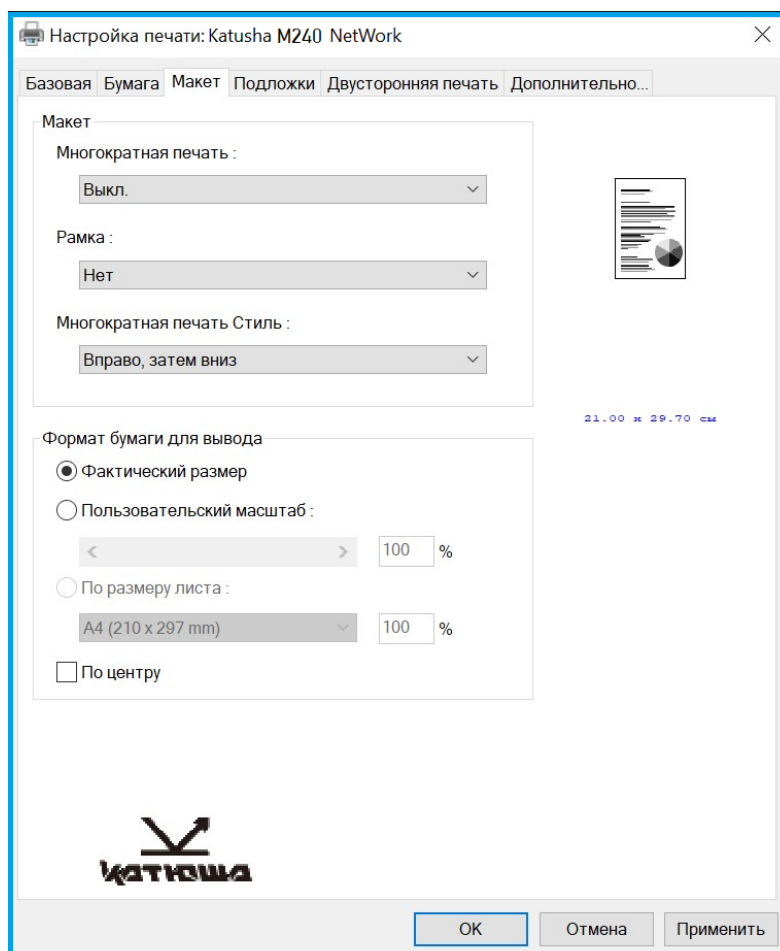 Настройка печати: Katusha M240 NetWork
Базовая Бумага Макет Подложки Двусторонняя печать Дополнительно...
Макет
Многократная печать :
Выкл.
Рамка :
Нет
Многократная печать Стиль :
Вправо, затем вниз
21.00 x 29.70 см
Формат бумаги для вывода
Фактический размер
Пользовательский масштаб :
100 %
По размеру листа :
A4 (210 x 297 mm) 100 %
По центру
катюша
OK Отмена Применить